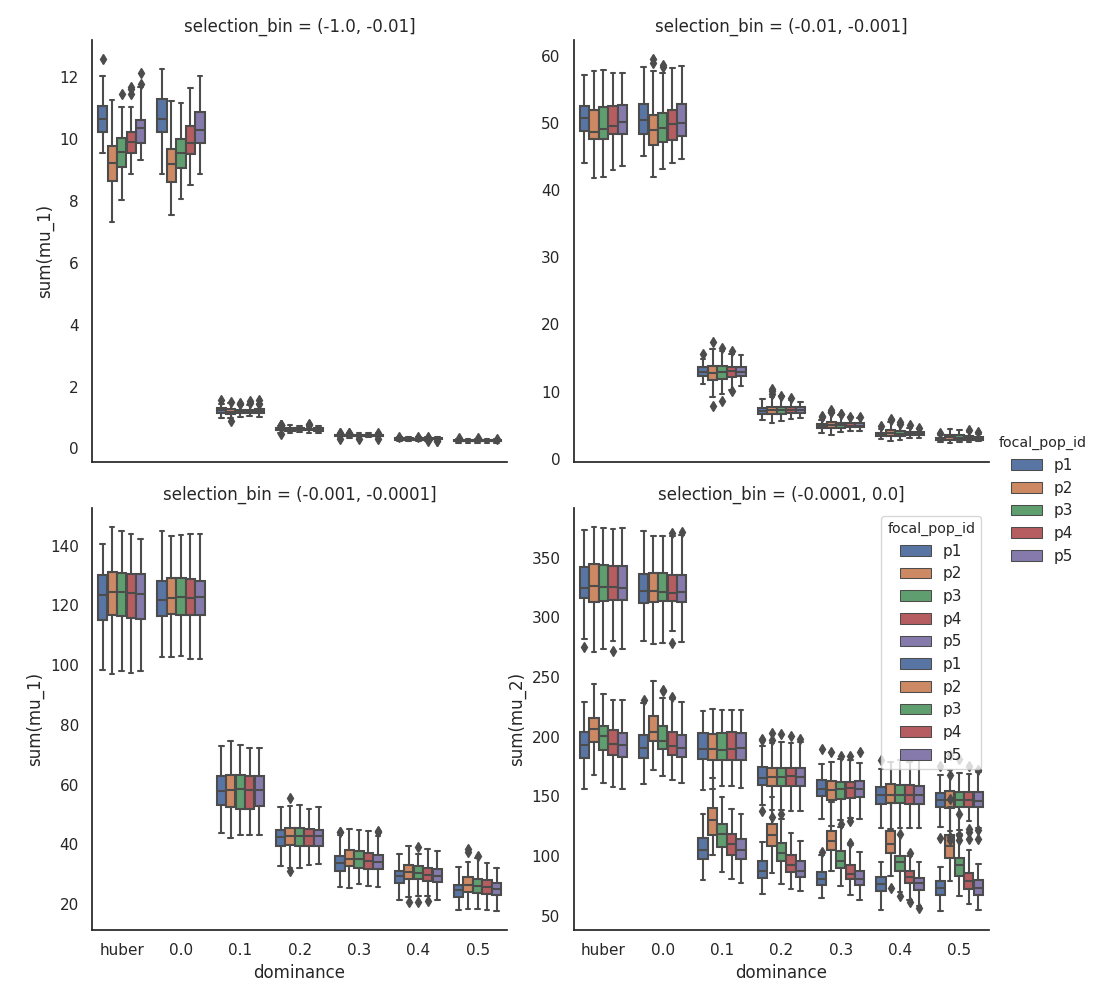 selection_bin = (-1.0, -0.01]
selection_bin = (-0.01, -0.001]
12
10
8
6
4
2
0
sum(mu_1)
60
50
40
30
20
10
0
focal_pop_id
p1
p2
p3
p4
p5
selection_bin = (-0.001, -0.0001]
selection_bin = (-0.0001, 0.0]
140
120
100
80
60
40
20
sum(mu_1)
350
300
250
200
150
100
50
sum(mu_2)
focal_pop_id
p1
p2
p3
p4
p5
p1
p2
p3
p4
p5
huber 0.0 0.1 0.2 0.3 0.4 0.5
dominance
huber 0.0 0.1 0.2 0.3 0.4 0.5
dominance